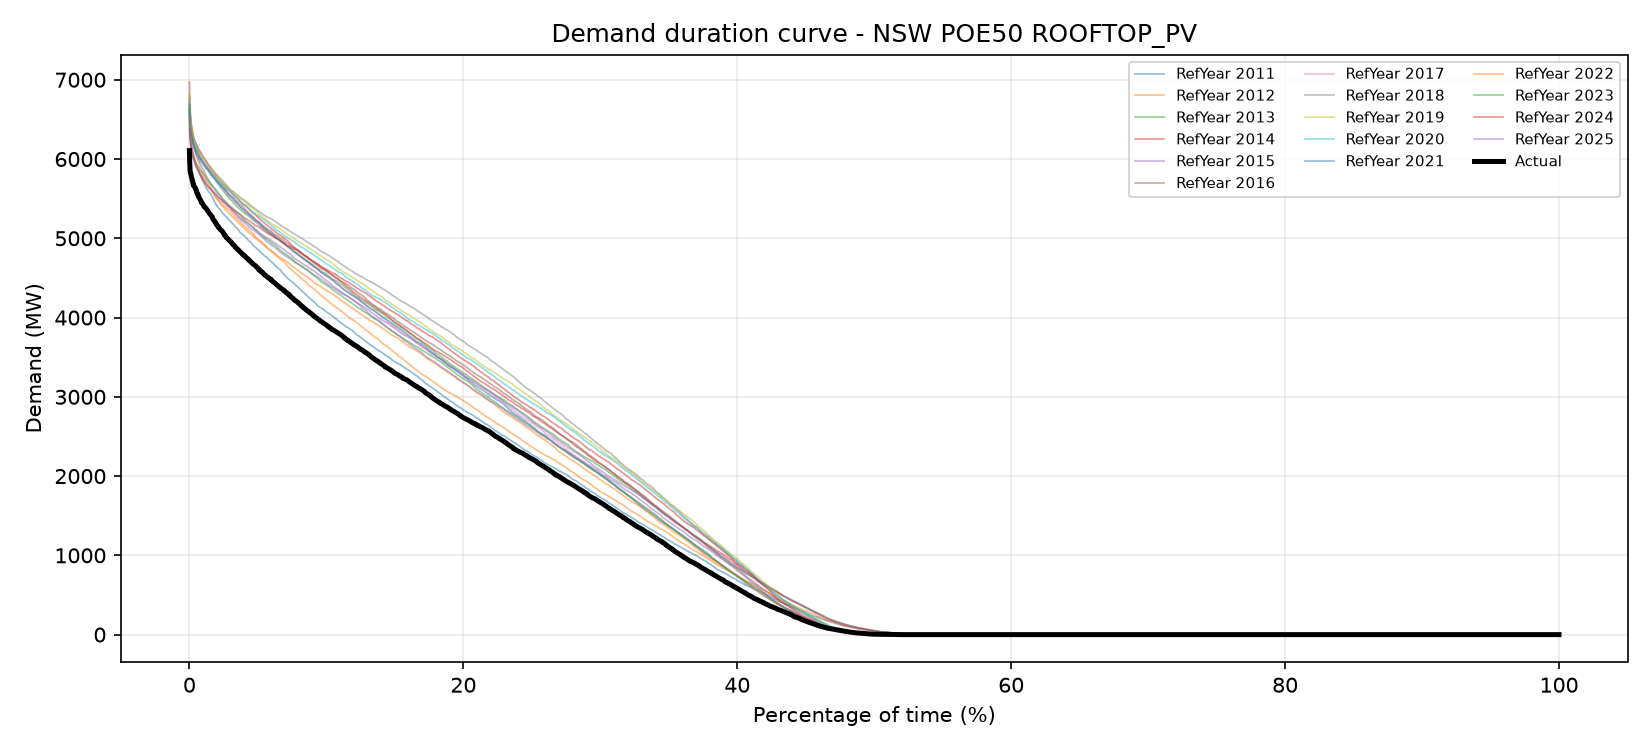 Demand duration curve - NSW POE50 ROOFTOP_PV
RefYear 2011
RefYear 2012
RefYear 2013
RefYear 2014
RefYear 2015
RefYear 2016
RefYear 2017
RefYear 2018
RefYear 2019
RefYear 2020
RefYear 2021
RefYear 2022
RefYear 2023
RefYear 2024
RefYear 2025
Actual
Demand (MW)
7000
6000
5000
4000
3000
2000
1000
0
0
20
40
60
80
100
Percentage of time (%)